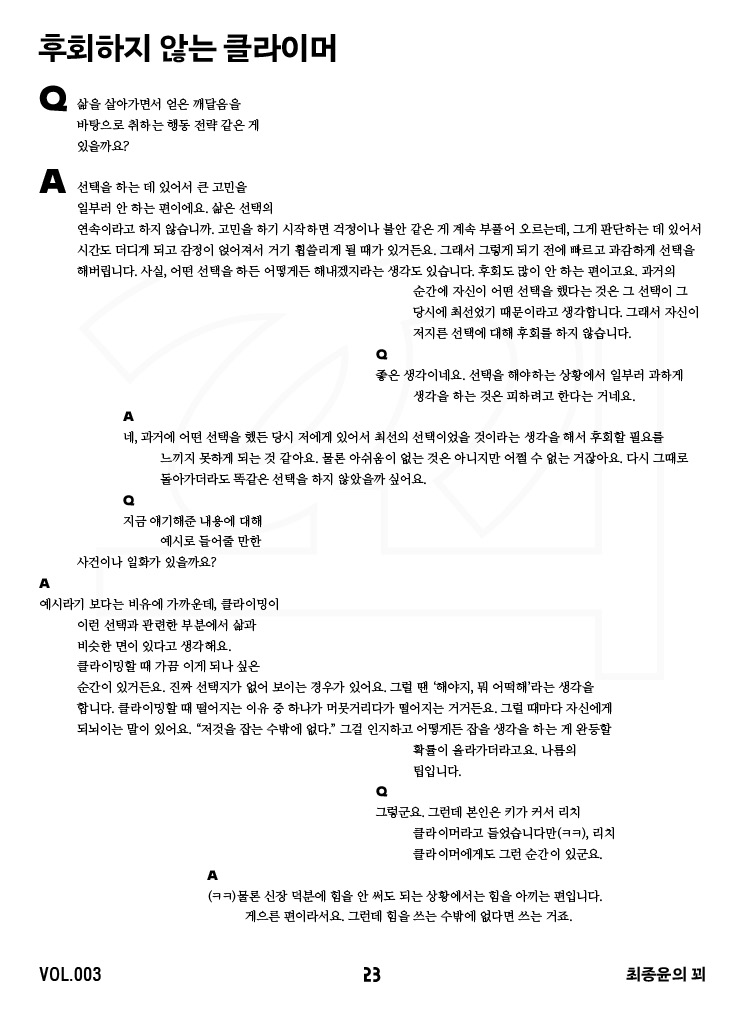 후회하지 않는 클라이머
Q
삶을 살아가면서 얻은 깨달음을
바탕으로 취하는 행동 전략 같은 게
있을까요?
A
선택을 하는 데 있어서 큰 고민을
일부러 안 하는 편이에요. 삶은 선택의
연속이라고 하지 않습니까. 고민을 하기 시작하면 걱정이나 불안 같은 게 계속 부풀어 오르는데, 그게 판단하는 데 있어서
시간도 더디게 되고 감정이 얹어져서 거기 휩쓸리게 될 때가 있거든요. 그래서 그렇게 되기 전에 빠르고 과감하게 선택을
해버립니다. 사실, 어떤 선택을 하든 어떻게든 해내겠지라는 생각도 있습니다. 후회도 많이 안 하는 편이고요. 과거의
순간에 자신이 어떤 선택을 했다는 것은 그 선택이 그
당시에 최선었기 때문이라고 생각합니다. 그래서 자신이
저지른 선택에 대해 후회를 하지 않습니다.
Q
좋은 생각이네요. 선택을 해야하는 상황에서 일부러 과하게
생각을 하는 것은 피하려고 한다는 거네요.
A
네, 과거에 어떤 선택을 했든 당시 저에게 있어서 최선의 선택이었을 것이라는 생각을 해서 후회할 필요를
느끼지 못하게 되는 것 같아요. 물론 아쉬움이 없는 것은 아니지만 어쩔 수 없는 거잖아요. 다시 그때로
돌아가더라도 똑같은 선택을 하지 않았을까 싶어요.
Q
지금 얘기해준 내용에 대해
예시로 들어줄 만한
사건이나 일화가 있을까요?
A
예시라기 보다는 비유에 가까운데, 클라이밍이
이런 선택과 관련한 부분에서 삶과
비슷한 면이 있다고 생각해요.
클라이밍할 때 가끔 이게 되나 싶은
순간이 있거든요. 진짜 선택지가 없어 보이는 경우가 있어요. 그럴 땐 ‘해야지, 뭐 어떡해’라는 생각을
합니다. 클라이밍할 때 떨어지는 이유 중 하나가 머뭇거리다가 떨어지는 거거든요. 그럴 때마다 자신에게
되뇌이는 말이 있어요. “저것을 잡는 수밖에 없다.” 그걸 인지하고 어떻게든 잡을 생각을 하는 게 완등할
확률이 올라가더라고요. 나름의
팁입니다.
Q
그렇군요. 그런데 본인은 키가 커서 리치
클라이머라고 들었습니다만(ㅋㅋ), 리치
클라이머에게도 그런 순간이 있군요.
A
(ㅋㅋ)물론 신장 덕분에 힘을 안 써도 되는 상황에서는 힘을 아끼는 편입니다.
게으른 편이라서요. 그런데 힘을 쓰는 수밖에 없다면 쓰는 거죠.
VOL.003
23
최종윤의 꾀